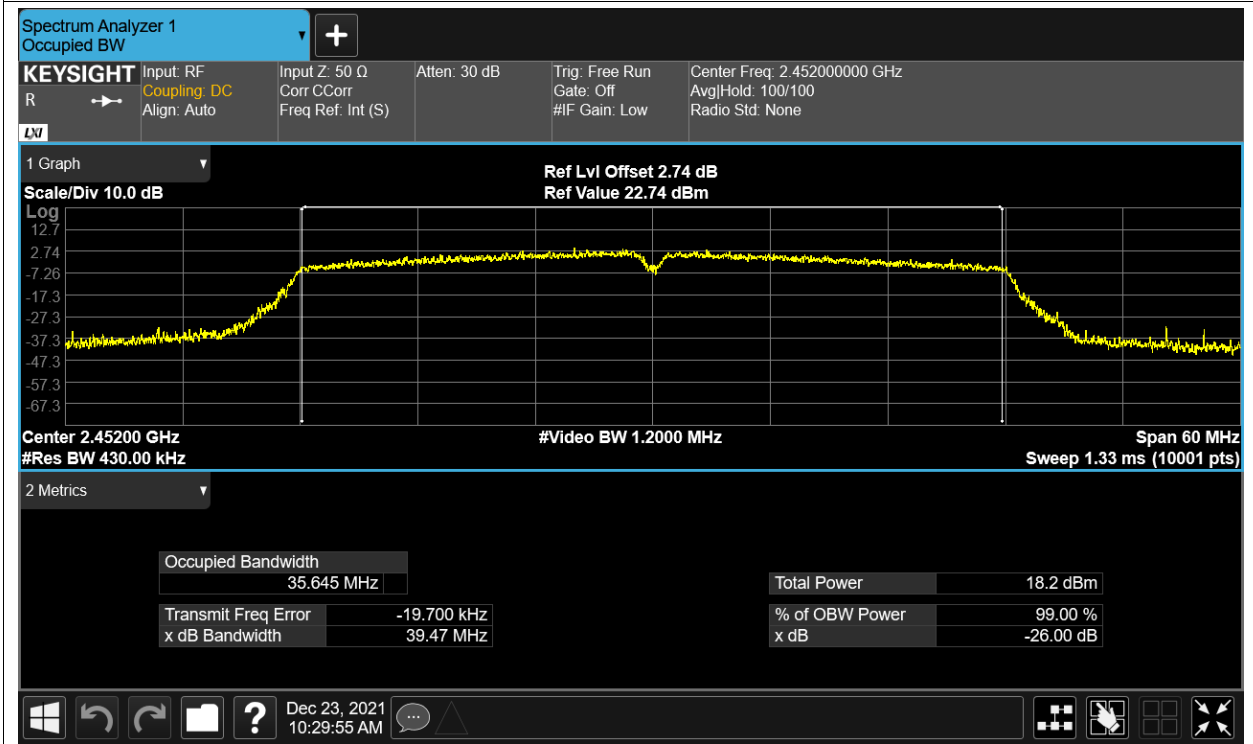 Spectrum Analyzer 1
Occupied BW
+
KEYSIGHT
R
LXI
Input: RF
Coupling: DC
Align: Auto
Input Z: 50 Ω
Corr CCorr
Freq Ref: Int (S)
Atten: 30 dB
Trig: Free Run
Gate: Off
#IF Gain: Low
Center Freq: 2.452000000 GHz
Avg|Hold: 100/100
Radio Std: None
1 Graph
Scale/Div 10.0 dB
Ref Lvl Offset 2.74 dB
Ref Value 22.74 dBm
Log
12.7
2.74
-7.26
-17.3
-27.3
-37.3
-47.3
-57.3
-67.3
Center 2.45200 GHz
#Video BW 1.2000 MHz
Span 60 MHz
#Res BW 430.00 kHz
Sweep 1.33 ms (10001 pts)
2 Metrics
Occupied Bandwidth
35.645 MHz
Total Power 18.2 dBm
Transmit Freq Error -19.700 kHz
% of OBW Power 99.00 %
x dB Bandwidth 39.47 MHz
x dB -26.00 dB
?
Dec 23, 2021
10:29:55 AM